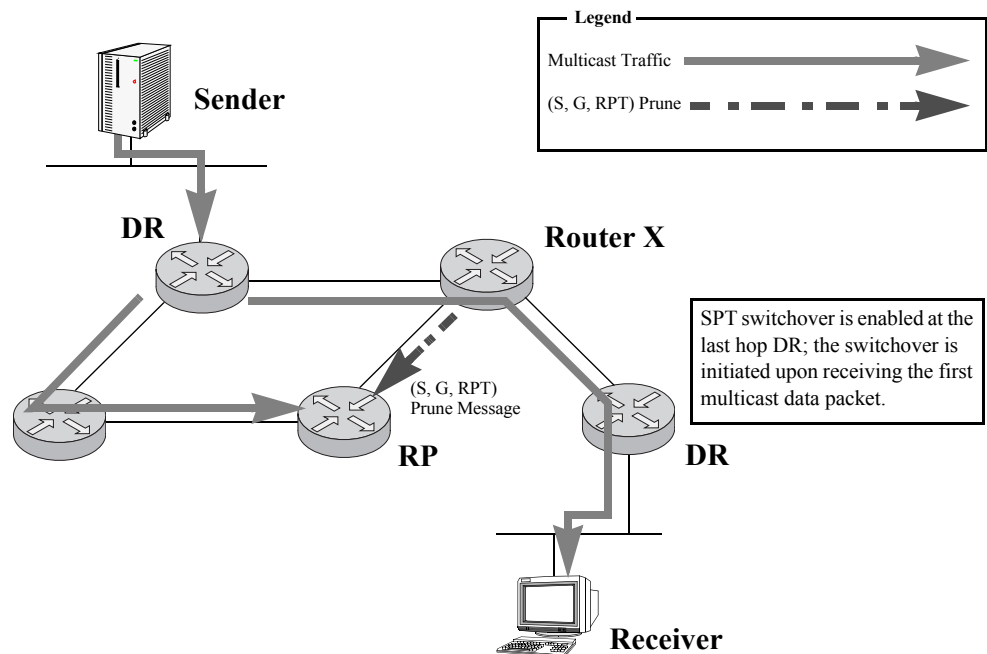 Legend
Multicast Traffic
(S, G, RPT) Prune
Sender
DR
Router X
SPT switchover is enabled at the
last hop DR; the switchover is
initiated upon receiving the first
multicast data packet.
(S, G, RPT)
Prune Message
RP
DR
Receiver